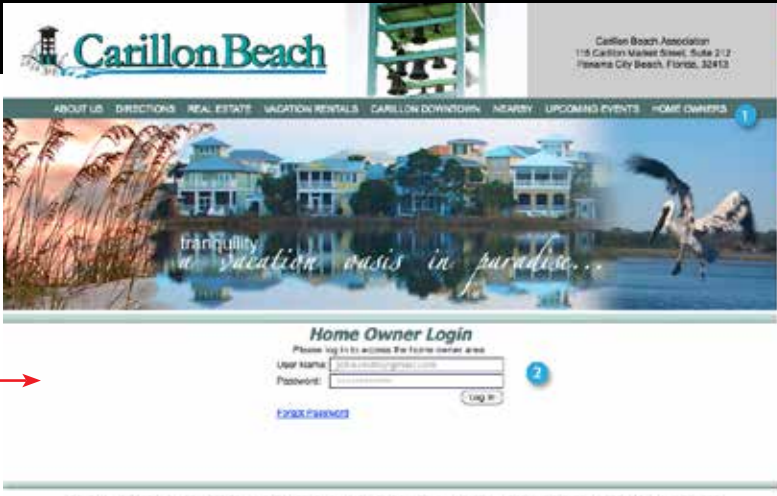 Carillon Beach
Carillon Beach Association
115 Carillon Market Street, Suite 212
Panama City Beach, Florida, 32413
ABOUT US DIRECTIONS REAL ESTATE VACATION RENTALS CARILLON DOWNTOWN NEARBY UPCOMING EVENTS HOME OWNERS
1
tranquility
a vacation oasis in paradise...
Home Owner Login
Please log in to access the home owner area
User Name:
Password:
2
Log In
Forgot Password